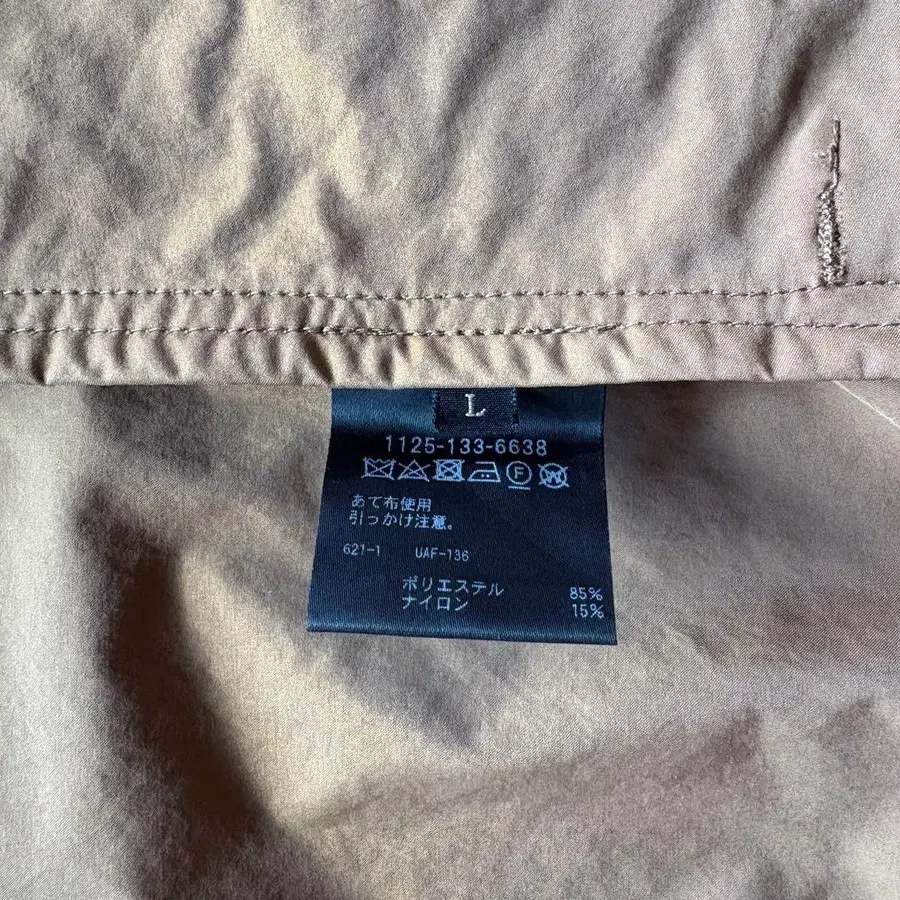 L
1125-133-6638
F W
あて布使用
引っかけ注意。
621-1 UAF-136
ポリエステル 85%
ナイロン 15%